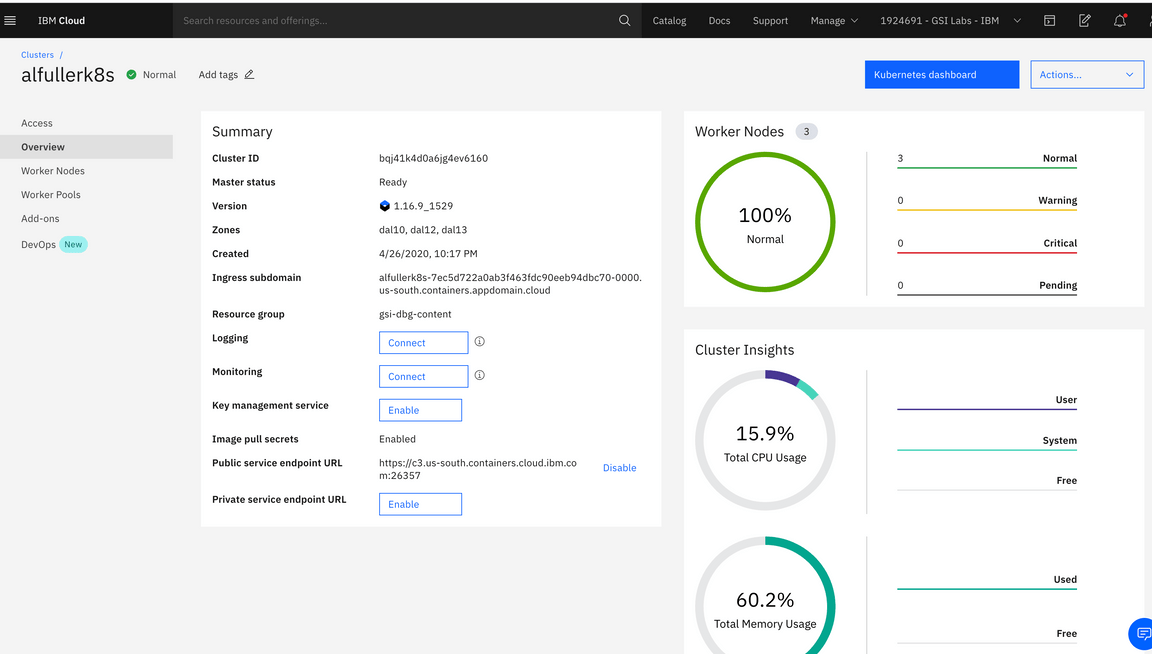 IBM Cloud
Search resources and offerings...
Catalog
Docs
Support
Manage
1924691 - GSI Labs - IBM
Clusters /
alfullerk8s
Normal
Add tags
Kubernetes dashboard
Actions...
Access
Overview
Worker Nodes
Worker Pools
Add-ons
DevOps New
Summary
Cluster ID bqj41k4d0a6jg4ev6160
Master status Ready
Version 1.16.9_1529
Zones dal10, dal12, dal13
Created 4/26/2020, 10:17 PM
Ingress subdomain alfullerk8s-7ec5d722a0ab3f463fdc90eeb94dbc70-0000.
us-south.containers.appdomain.cloud
Resource group gsi-dbg-content
Logging Connect
Monitoring Connect
Key management service Enable
Image pull secrets Enabled
Public service endpoint URL https://c3.us-south.containers.cloud.ibm.co
m:26357
Disable
Private service endpoint URL Enable
Worker Nodes 3
100%
Normal
3 Normal
0 Warning
0 Critical
0 Pending
Cluster Insights
15.9%
Total CPU Usage
User
System
Free
60.2%
Total Memory Usage
Used
Free